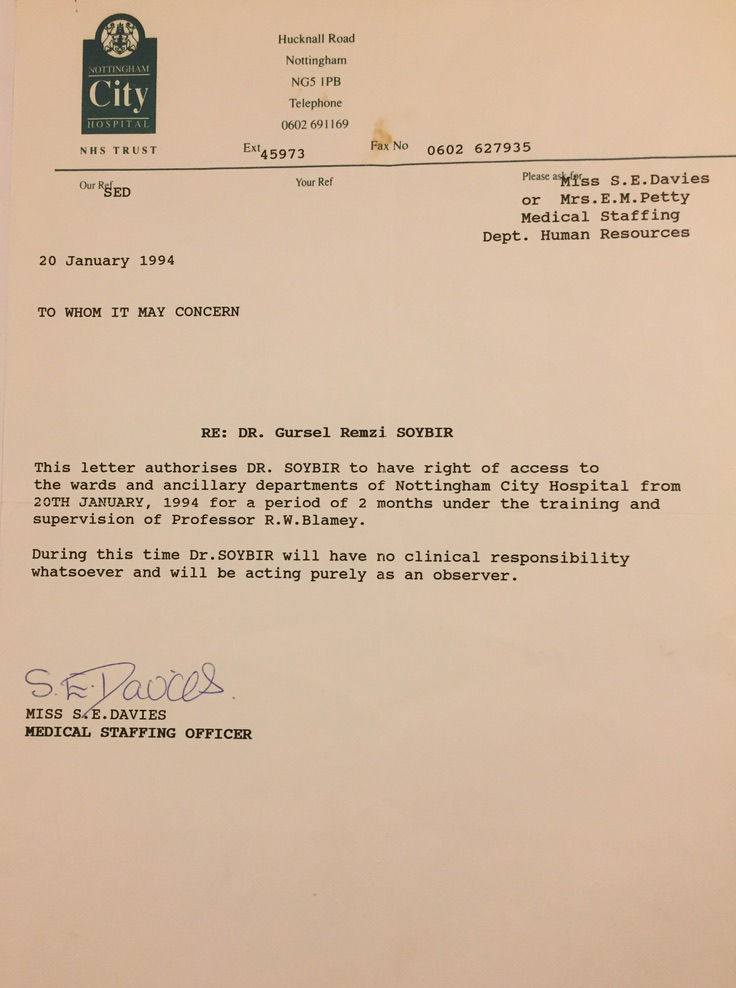 NOTTINGHAM
City
HOSPITAL
NHS TRUST
Hucknall Road
Nottingham
NG5 1PB
Telephone
0602 691169
Ext 45973
Fax No 0602 627935
Our Ref SED
Your Ref
Please ask for Miss S.E.Davies
or Mrs.E.M.Petty
Medical Staffing
Dept. Human Resources
20 January 1994
TO WHOM IT MAY CONCERN
RE: DR. Gursel Remzi SOYBIR
This letter authorises DR. SOYBIR to have right of access to
the wards and ancillary departments of Nottingham City Hospital from
20TH JANUARY, 1994 for a period of 2 months under the training and
supervision of Professor R.W.Blamey.
During this time Dr.SOYBIR will have no clinical responsibility
whatsoever and will be acting purely as an observer.
S.E.Davies.
MISS S.E.DAVIES
MEDICAL STAFFING OFFICER